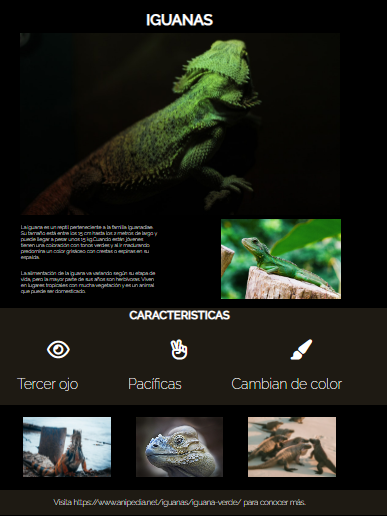 IGUANAS
La iguana es un reptil perteneciente a la familia Iguanadias
Su tamaño está entre los 15 cm hasta los 2 metros de largo y
puede llegar a pesar unos 15 kg.Cuando están jóvenes
tienen una coloración con tonos verdes y al ir madurando,
predomina un color grisáceo con crestas o espinas en su
espalda.
La alimentación de la iguana va variando según su etapa de
vida, pero la mayor parte de sus años son herbívoras. Viven
en lugares tropicales con mucha vegetación y es un animal
que puede ser domesticado.
CARACTERISTICAS
Tercer ojo
Pacíficas
Cambian de color
Visita https://www.anipedia.net/iguanas/iguana-verde/ para conocer más.